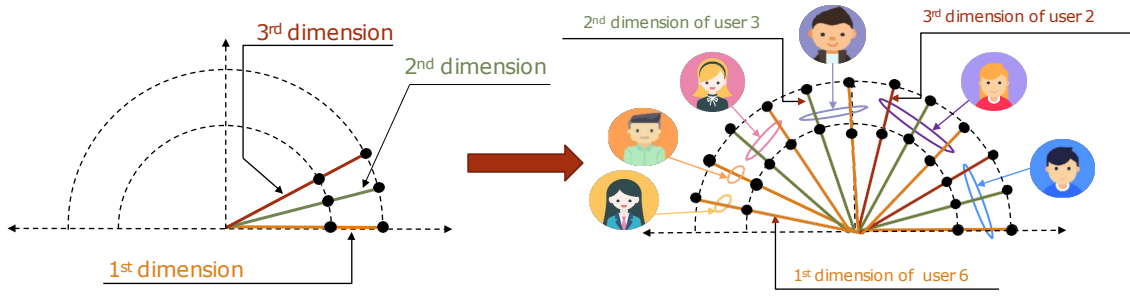 3rd dimension
2nd dimension
1st dimension
2nd dimension of user 3
3rd dimension of user 2
1st dimension of user 6